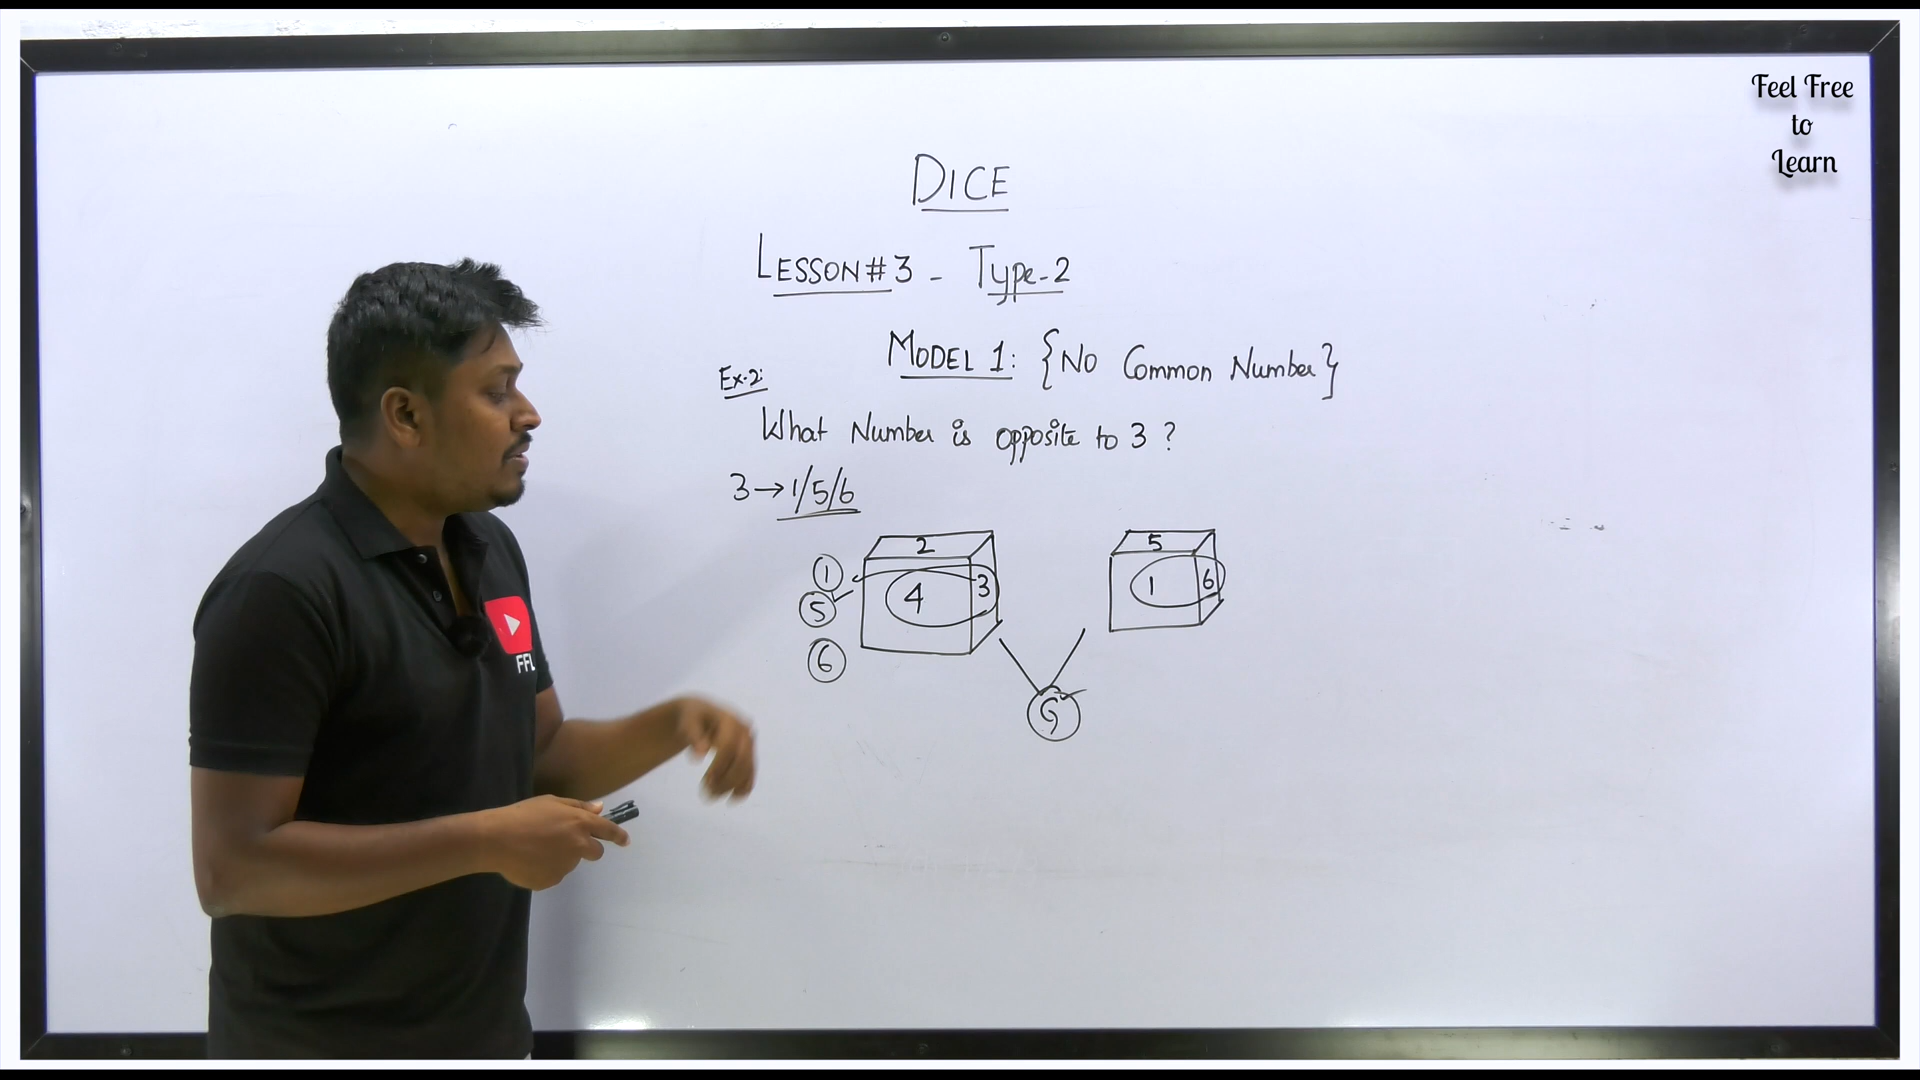 Feel Free
to
Learn
DICE
LESSON#3 - Type-2
MODEL 1: {No Common Number}
Ex-2:
What Number is opposite to 3 ?
3→1/5/6
2
4
3
5
1
6
1
5
6
FFL